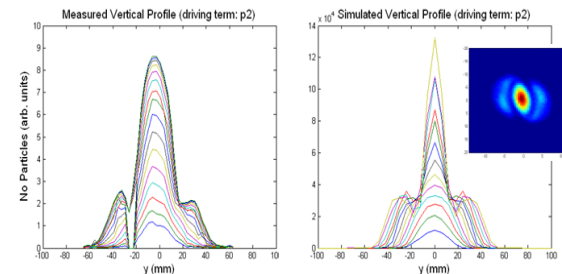 Measured Vertical Profile (driving term: p2)
No Particles (arb. units)
10
9
8
7
6
5
4
3
2
1
0
-100 -80 -60 -40 -20 0 20 40 60 80 100
y (mm)
Simulated Vertical Profile (driving term: p2)
x 10⁴
14
12
10
8
6
4
2
0
-100 -80 -60 -40 -20 0 20 40 60 80 10
y (mm)